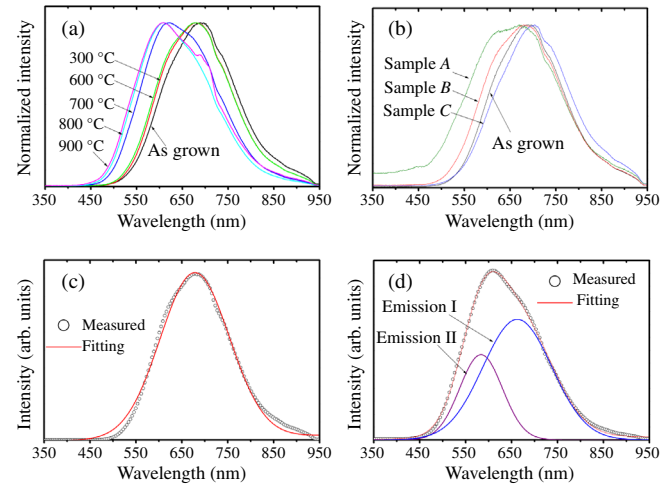 (a)
300 °C
600 °C
700 °C
800 °C
900 °C
As grown
Normalized intensity
350 450 550 650 750 850 950
Wavelength (nm)
(b)
Sample A
Sample B
Sample C
As grown
Normalized intensity
350 450 550 650 750 850 950
Wavelength (nm)
(c)
Measured
Fitting
Intensity (arb. units)
350 450 550 650 750 850 950
Wavelength (nm)
(d)
Measured
Fitting
Emission I
Emission II
Intensity (arb. units)
350 450 550 650 750 850 950
Wavelength (nm)